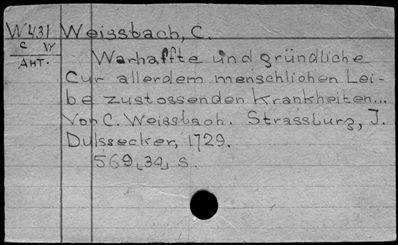 W 431 Weissbach, C.
C W
Ант.
Warhaffte und gründliche
Cur allerdem menschlichen Lei-
be zustossenden Krankheiten...
Von C. Weissbach. Strassburg, J.
Dulssecker, 1729.
569, [34] s.